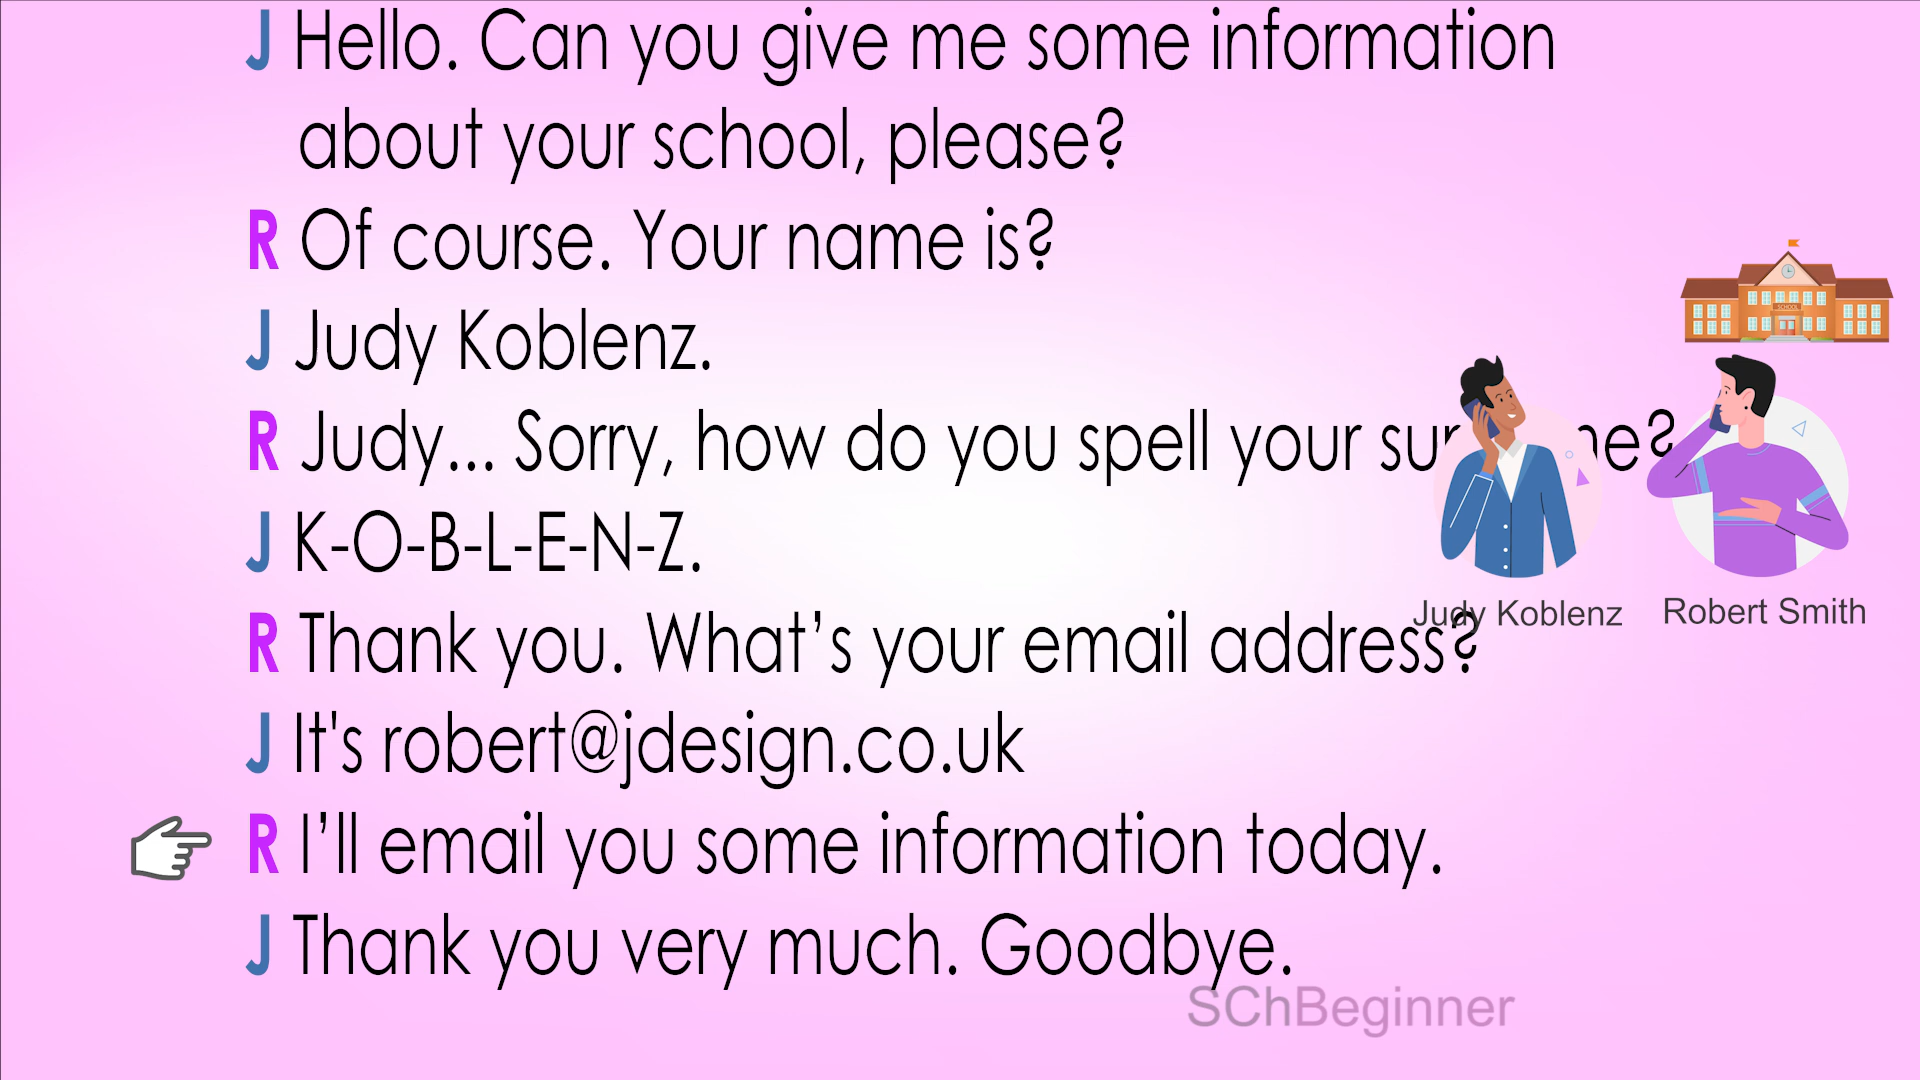 J Hello. Can you give me some information
about your school, please?
R Of course. Your name is?
J Judy Koblenz.
R Judy... Sorry, how do you spell your
J K-O-B-L-E-N-Z.
R Thank you. What's your email address?
J It's robert@jdesign.co.uk
R I'll email you some information today.
J Thank you very much. Goodbye.
SCHOOL
Judy Koblenz
Robert Smith
SChBeginner